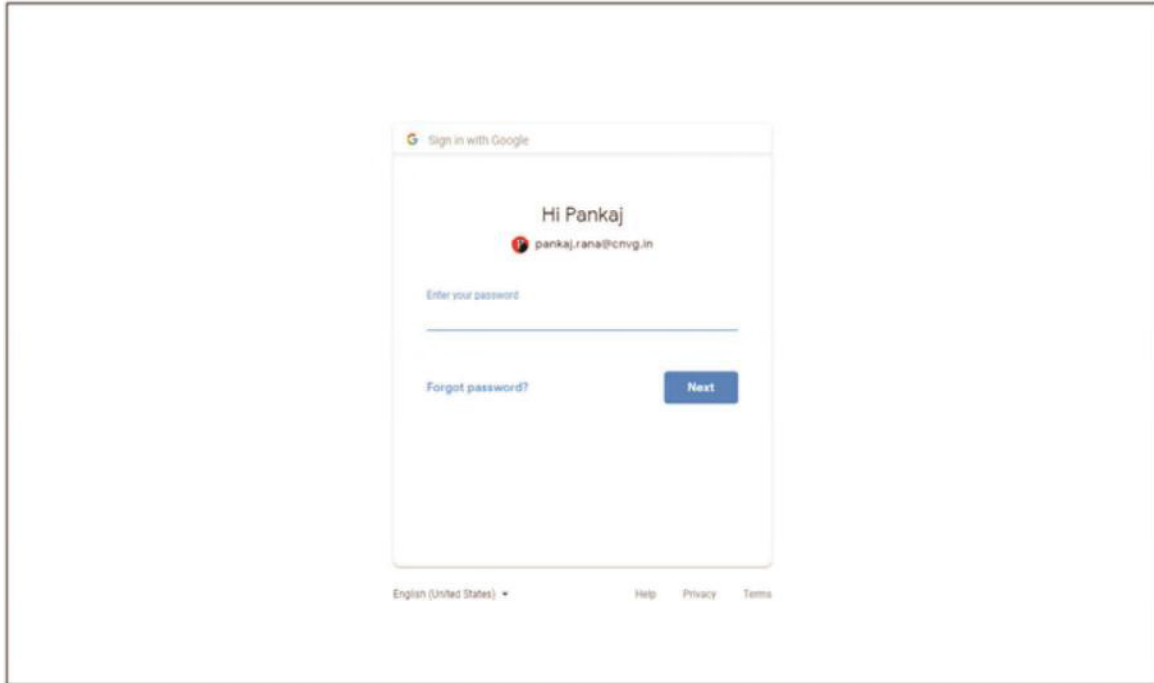 Sign in with Google
Hi Pankaj
pankaj.rana@cnvg.in
Enter your password
Forgot password? Next
English (United States) Help Privacy Terms